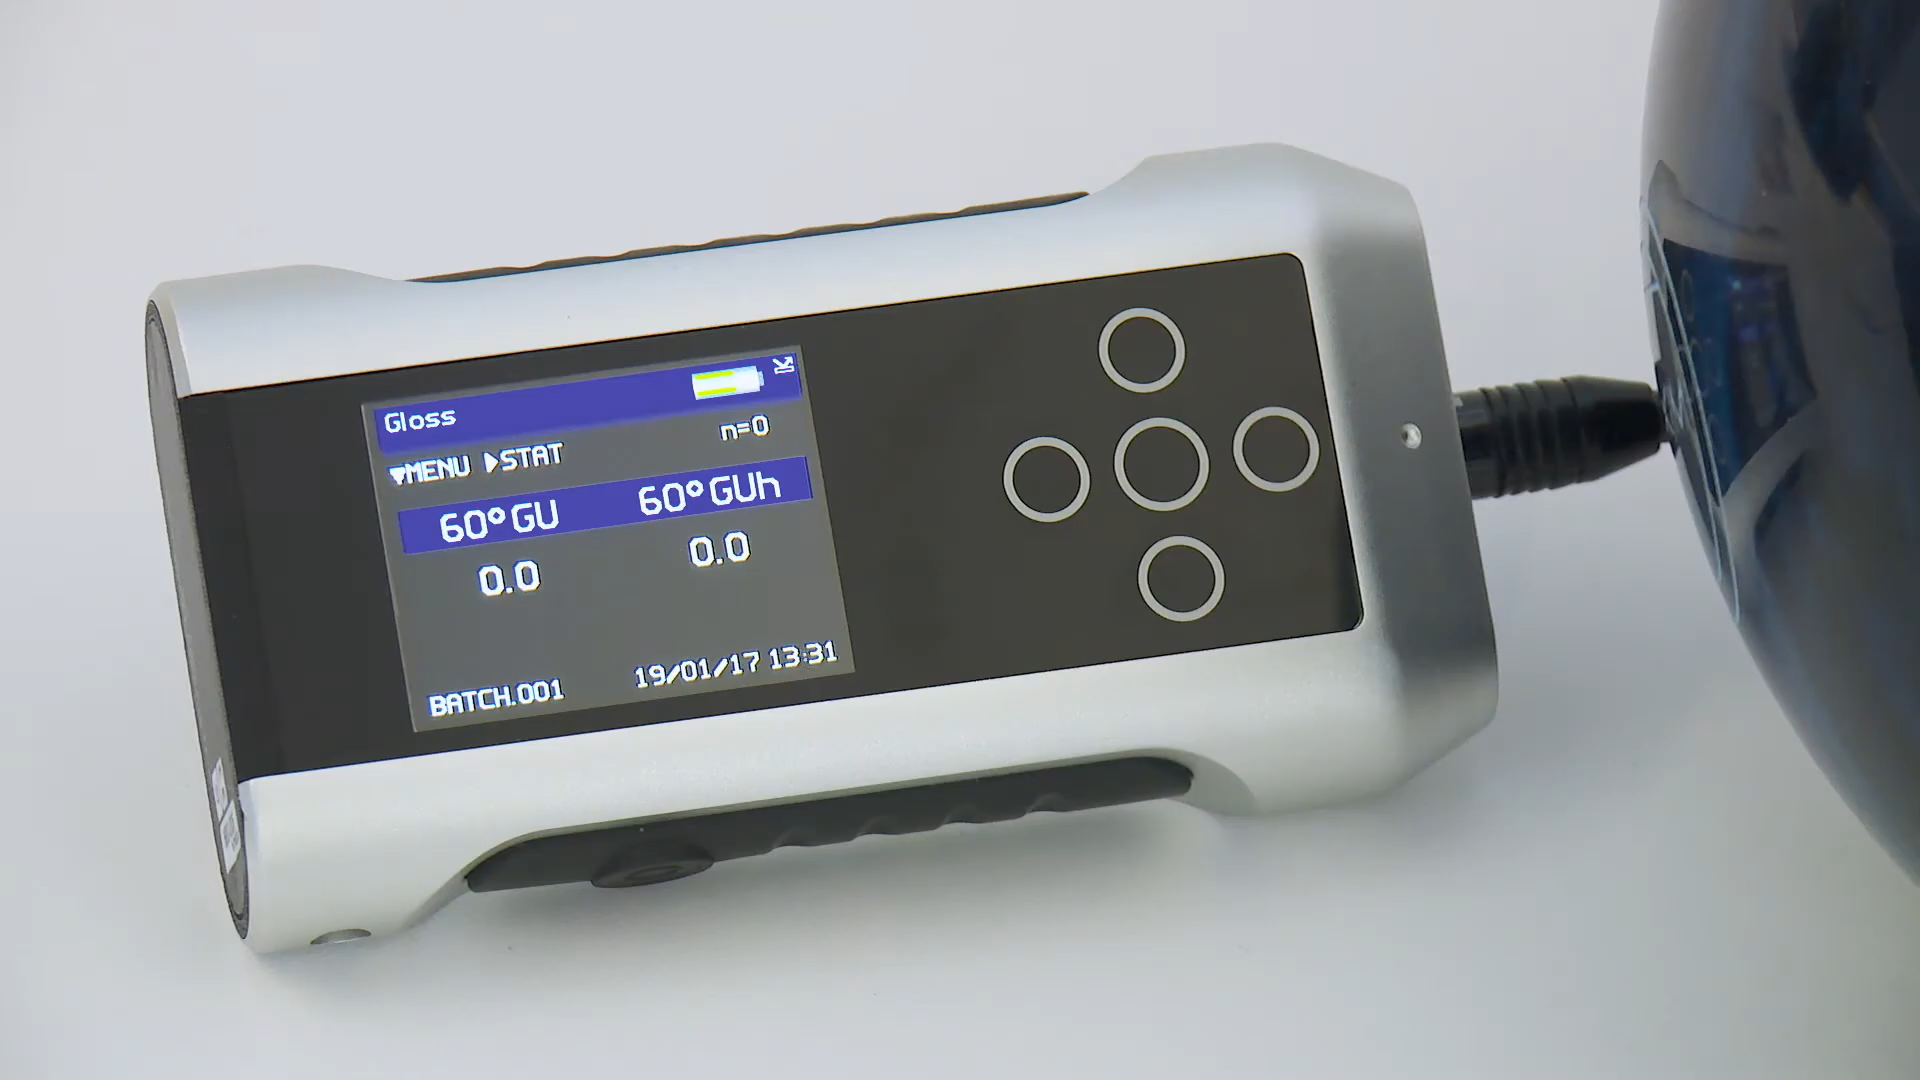 Gloss
▼MENU ▶STAT n=0
60°GU 60°GUh
0.0 0.0
BATCH.001 19/01/17 13:31